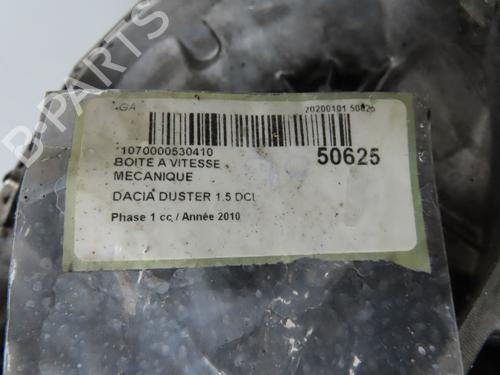 GA
20200101 50625
1070000530410
50625
BOITE A VITESSE
MECANIQUE
DACIA DUSTER 1.5 DCI
Phase 1 cc / Année 2010
B-PARTS